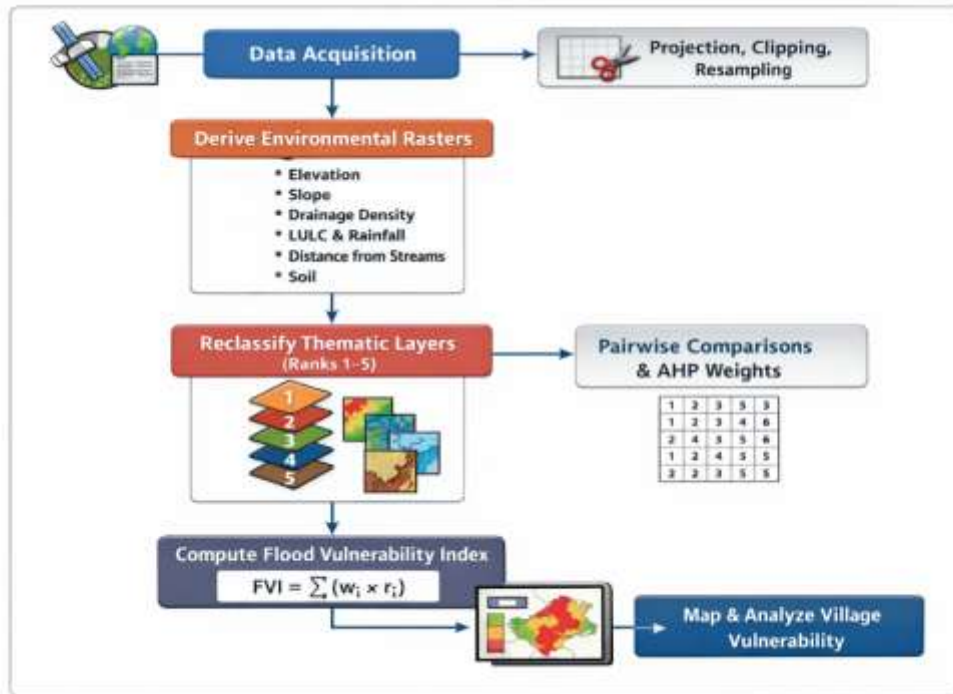 Data Acquisition
Projection, Clipping,
Resampling
Derive Environmental Rasters
* Elevation
* Slope
* Drainage Density
* LULC & Rainfall
* Distance from Streams
* Soil
Reclassify Thematic Layers
(Ranks 1–5)
1
2
3
4
5
Pairwise Comparisons
& AHP Weights
1 2 3 5 3
1 2 3 4 6
2 4 3 5 6
1 2 4 5 5
2 2 3 5 5
Compute Flood Vulnerability Index
FVI = ∑ (wᵢ × rᵢ)
Map & Analyze Village
Vulnerability